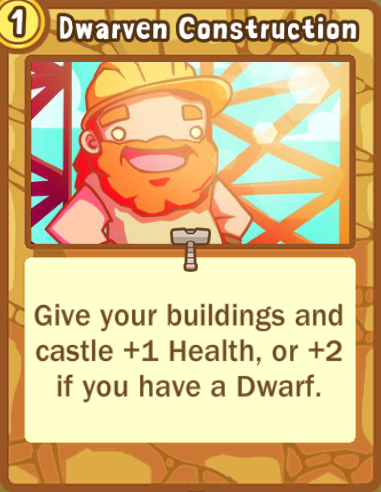 1
Dwarven Construction
Give your buildings and
castle +1 Health, or +2
if you have a Dwarf.